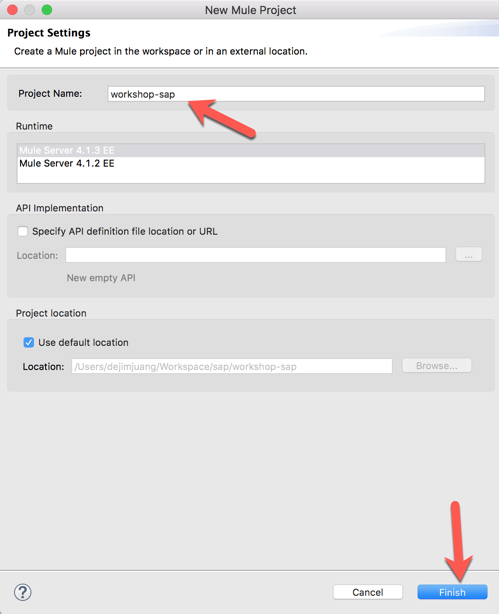 New Mule Project
Project Settings
Create a Mule project in the workspace or in an external location.
Project Name: workshop-sap
Runtime
Mule Server 4.1.3 EE
Mule Server 4.1.2 EE
API Implementation
Specify API definition file location or URL
Location: ...
New empty API
Project location
Use default location
Location: /Users/dejimjuang/Workspace/sap/workshop-sap Browse...
? Cancel Finish